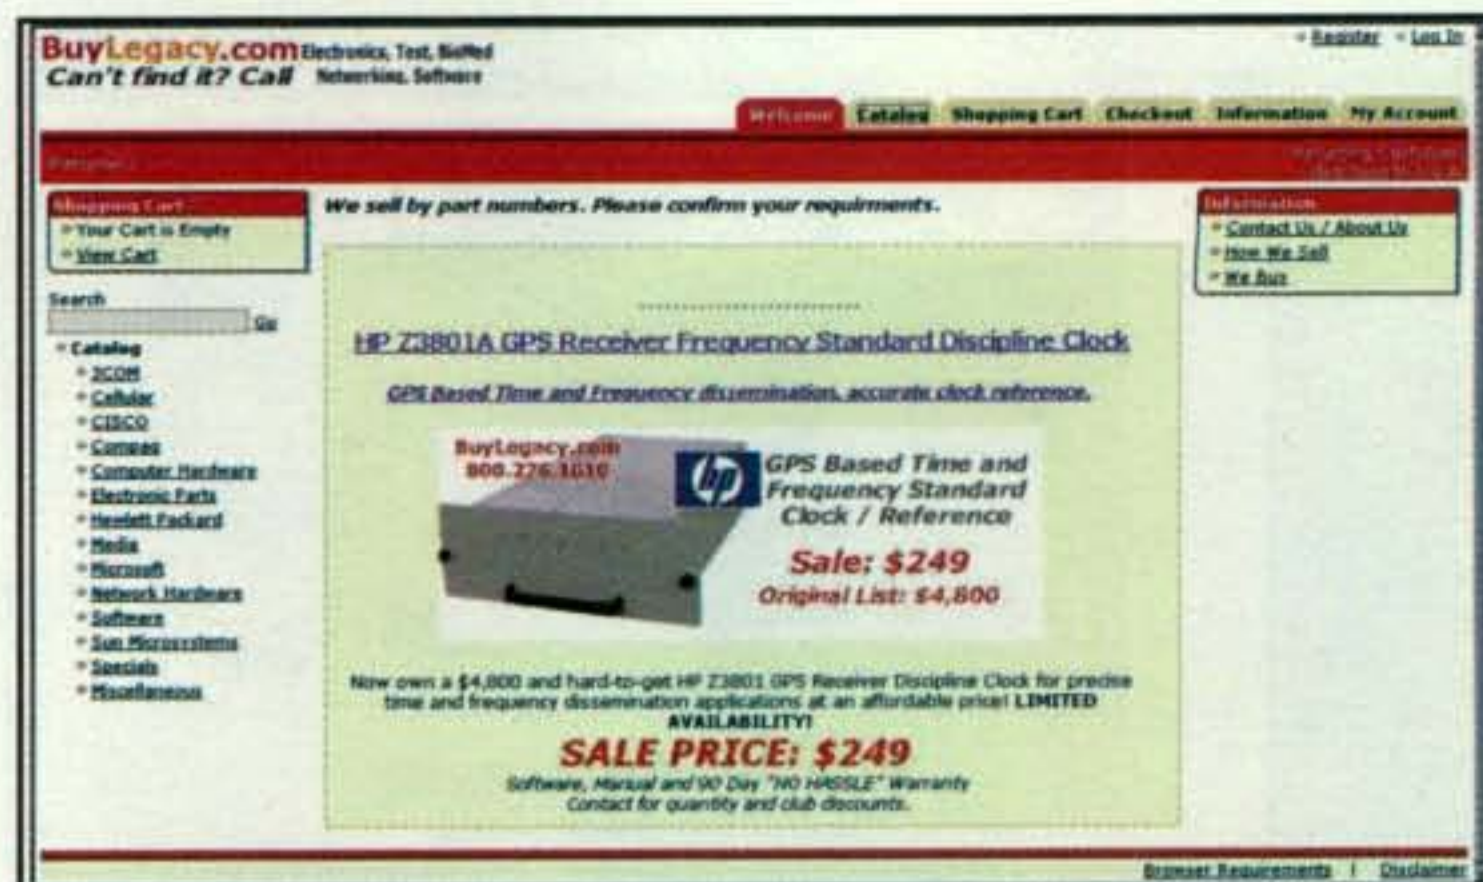 BuyLegacy.com Electronics, Test, BioMed
Can't find it? Call Networking, Software
Register Log In
Welcome Catalog Shopping Cart Checkout Information My Account
Shopping Cart
Your Cart is Empty
View Cart
Search
Go
Catalog
3COM
Cellular
CISCO
Compaq
Computer Hardware
Electronic Parts
Hewlett Packard
Media
Microsoft
Network Hardware
Software
Sun Microsystems
Specials
Miscellaneous
We sell by part numbers. Please confirm your requirments.
HP Z3801A GPS Receiver Frequency Standard Discipline Clock
GPS Based Time and Frequency dissemination, accurate clock reference.
BuyLegacy.com
800.276.1010
hp
GPS Based Time and
Frequency Standard
Clock / Reference
Sale: $249
Original List: $4,800
Now own a $4,800 and hard-to-get HP Z3801 GPS Receiver Discipline Clock for precise
time and frequency dissemination applications at an affordable price! LIMITED
AVAILABILITY!
SALE PRICE: $249
Software, Manual and 90 Day "NO HASSLE" Warranty
Contact for quantity and club discounts.
Information
Contact Us / About Us
How We Sell
We Buy
Browser Requirements | Disclaimer